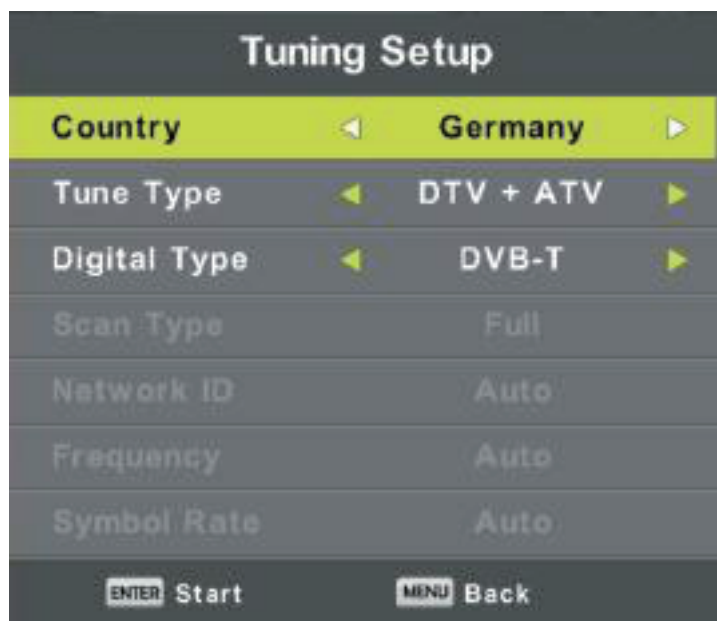 Tuning Setup
Country Germany
Tune Type DTV + ATV
Digital Type DVB-T
Scan Type Full
Network ID Auto
Frequency Auto
Symbol Rate Auto
ENTER Start MENU Back